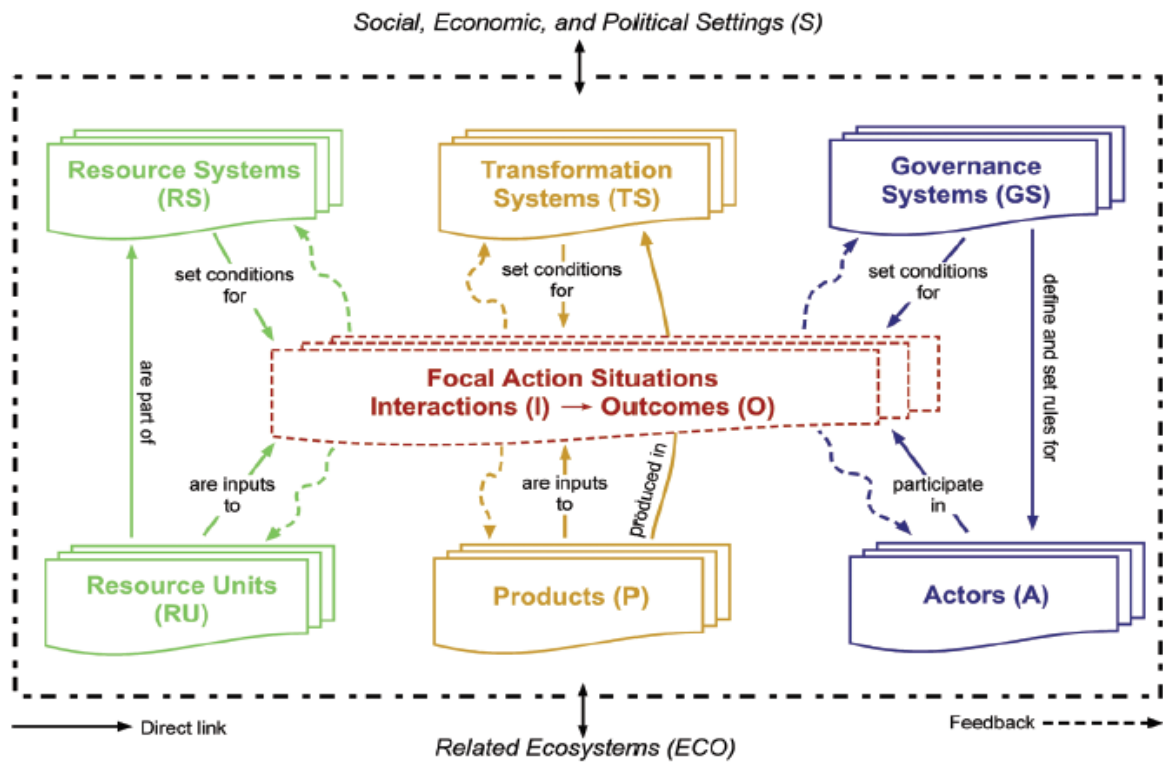 Social, Economic, and Political Settings (S)
Resource Systems
(RS)
Transformation
Systems (TS)
Governance
Systems (GS)
set conditions
for
set conditions
for
set conditions
for
are part of
define and set rules for
Focal Action Situations
Interactions (I) → Outcomes (O)
are inputs
to
are inputs
to
produced in
participate
in
Resource Units
(RU)
Products (P)
Actors (A)
Direct link
Feedback
Related Ecosystems (ECO)